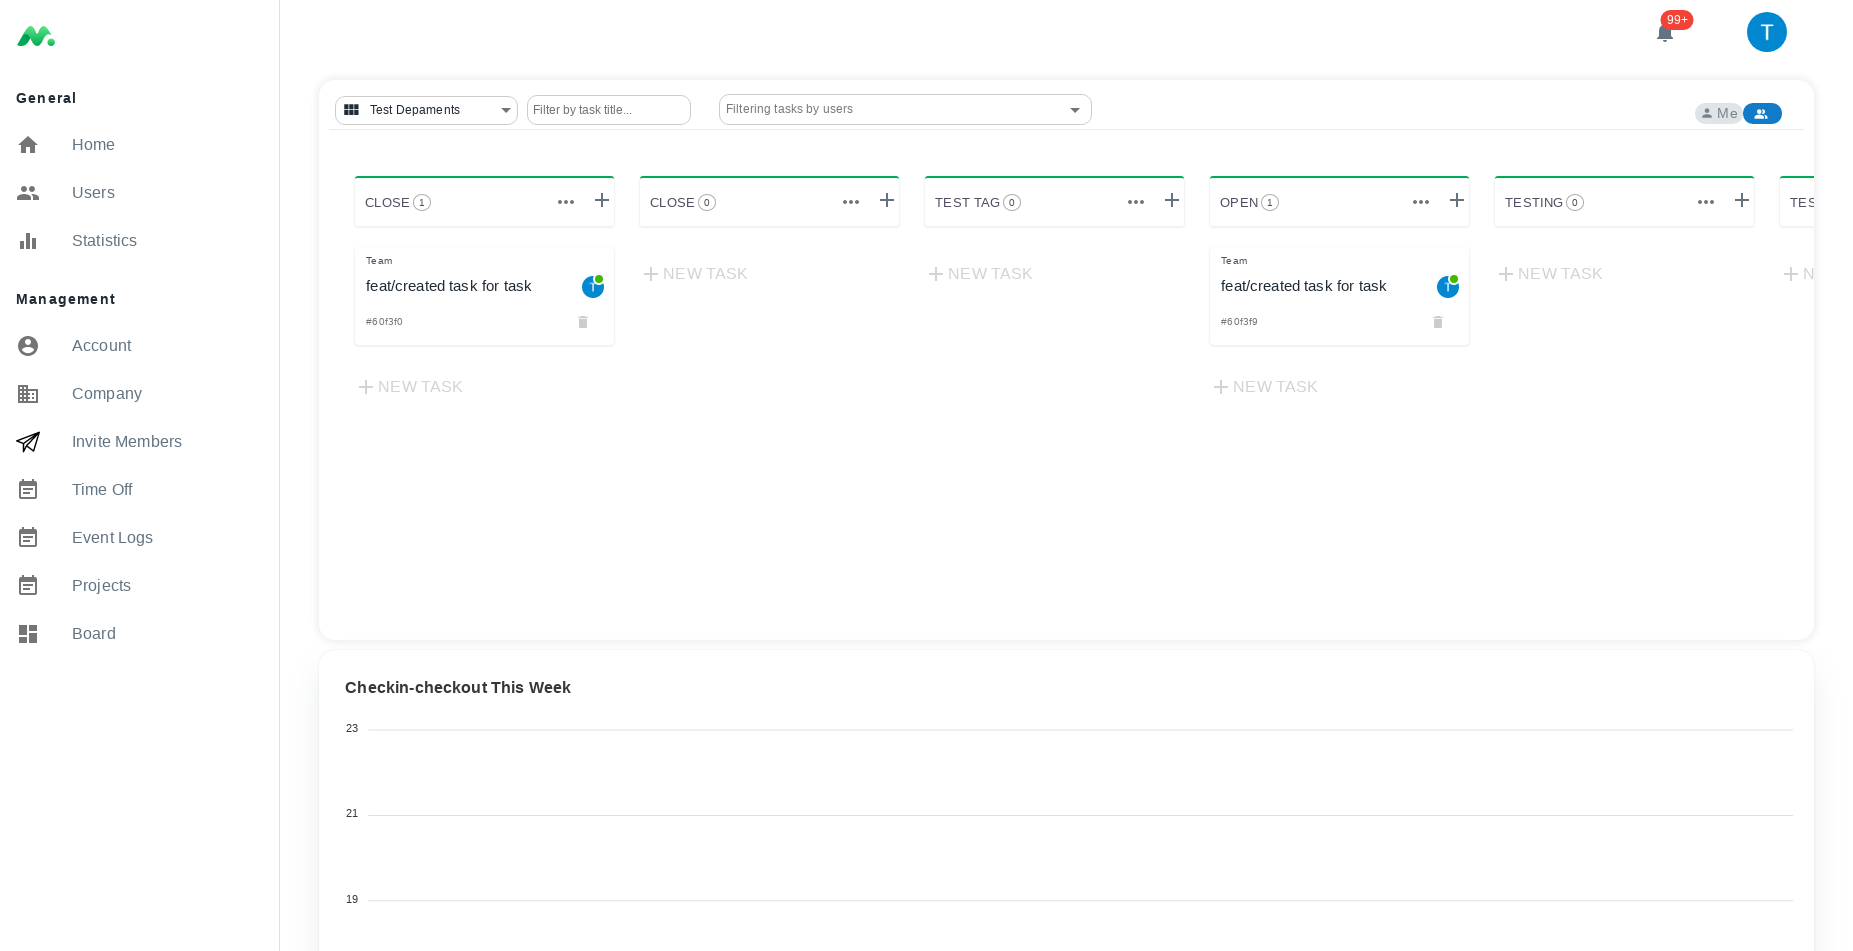 General
Home
Users
Statistics
Management
Account
Company
Invite Members
Time Off
Event Logs
Projects
Board
99+
T
Test Depaments
Filter by task title...
Filtering tasks by users
Me
CLOSE 1
CLOSE 0
TEST TAG 0
OPEN 1
TESTING 0
TES
Team
feat/created task for task
T
#60f3f0
NEW TASK
NEW TASK
NEW TASK
Team
feat/created task for task
T
#60f3f9
NEW TASK
NEW TASK
N
Checkin-checkout This Week
23
21
19